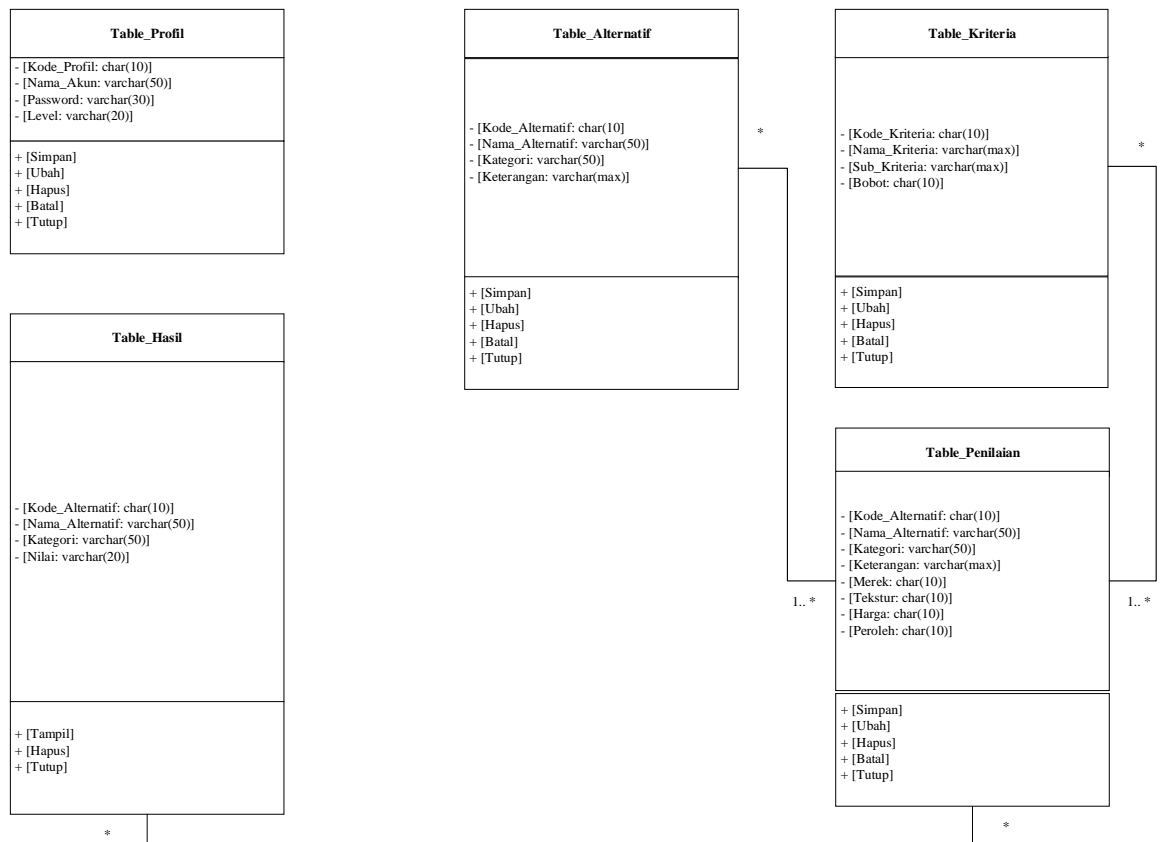 Table_Profil
- [Kode_Profil: char(10)]
- [Nama_Akun: varchar(50)]
- [Password: varchar(30)]
- [Level: varchar(20)]
+ [Simpan]
+ [Ubah]
+ [Hapus]
+ [Batal]
+ [Tutup]
Table_Alternatif
- [Kode_Alternatif: char(10]
- [Nama_Alternatif: varchar(50)]
- [Kategori: varchar(50)]
- [Keterangan: varchar(max)]
+ [Simpan]
+ [Ubah]
+ [Hapus]
+ [Batal]
+ [Tutup]
*
Table_Kriteria
- [Kode_Kriteria: char(10)]
- [Nama_Kriteria: varchar(max)]
- [Sub_Kriteria: varchar(max)]
- [Bobot: char(10)]
+ [Simpan]
+ [Ubah]
+ [Hapus]
+ [Batal]
+ [Tutup]
*
Table_Hasil
- [Kode_Alternatif: char(10)]
- [Nama_Alternatif: varchar(50)]
- [Kategori: varchar(50)]
- [Nilai: varchar(20)]
+ [Tampil]
+ [Hapus]
+ [Tutup]
*
Table_Penilaian
- [Kode_Alternatif: char(10)]
- [Nama_Alternatif: varchar(50)]
- [Kategori: varchar(50)]
- [Keterangan: varchar(max)]
- [Merek: char(10)]
- [Tekstur: char(10)]
- [Harga: char(10)]
- [Peroleh: char(10)]
1.. *
1.. *
+ [Simpan]
+ [Ubah]
+ [Hapus]
+ [Batal]
+ [Tutup]
*